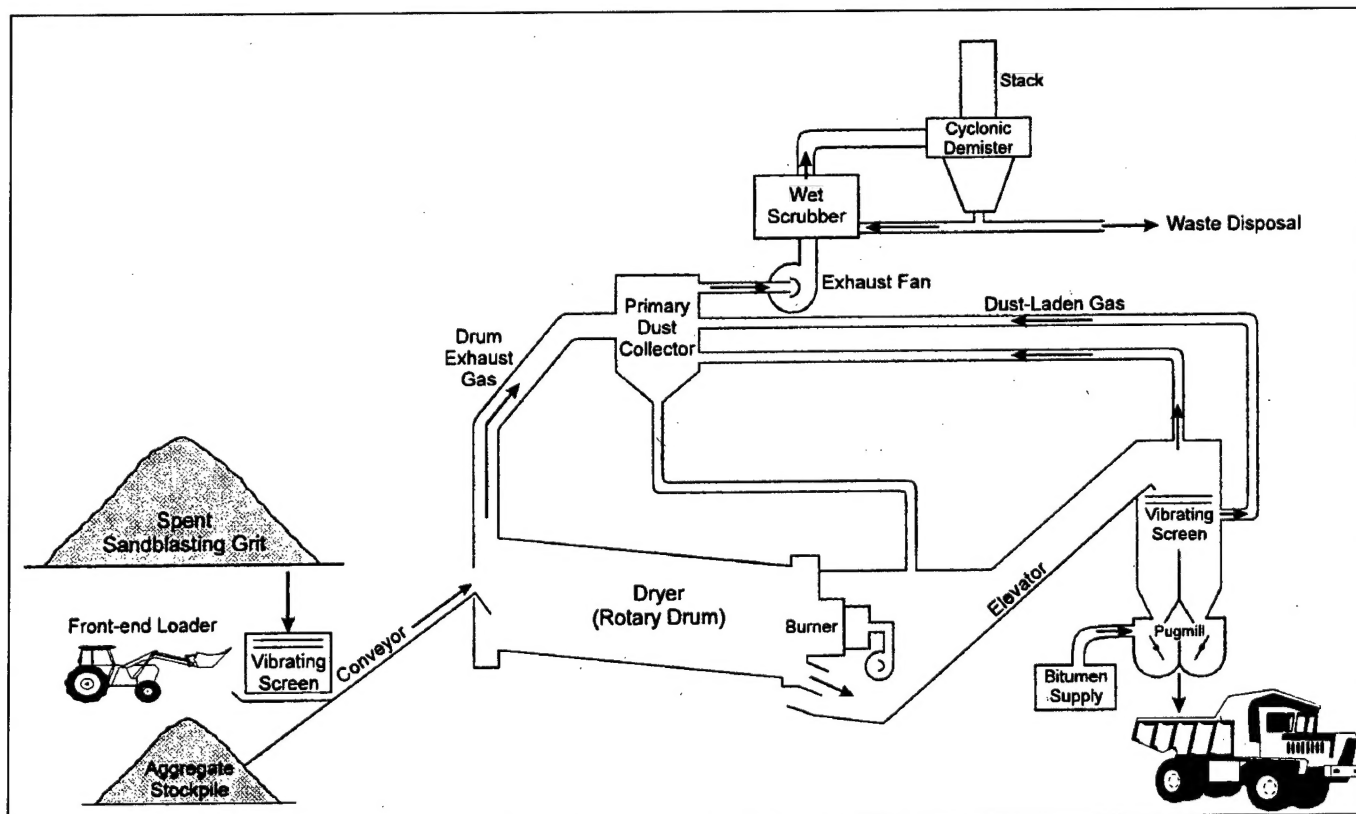 Stack
Cyclonic
Demister
Wet
Scrubber
Waste Disposal
Exhaust Fan
Primary
Dust
Collector
Dust-Laden Gas
Drum
Exhaust
Gas
Spent
Sandblasting Grit
Vibrating
Screen
Elevator
Dryer
(Rotary Drum)
Burner
Front-end Loader
Vibrating
Screen
Conveyor
Pugmill
Bitumen
Supply
Aggregate
Stockpile